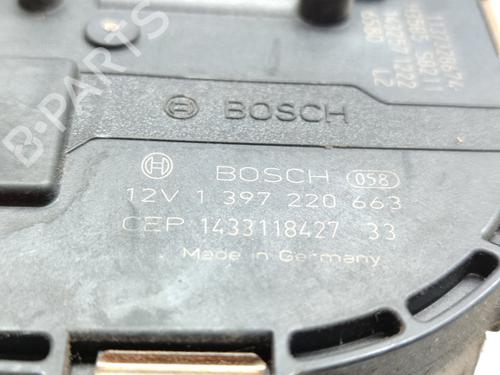 BOSCH
BOSCH 058
12V 1 397 220 663
CEP 1433118427 33
Made in Germany
B-PARTS